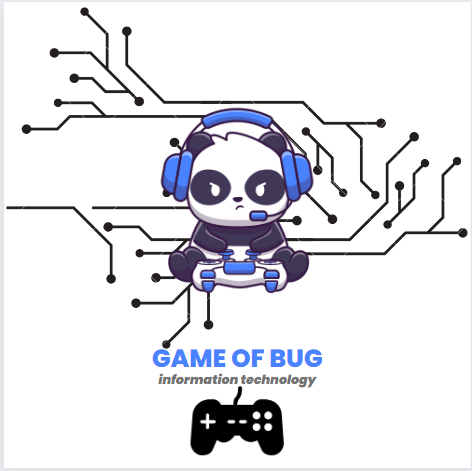 GAME OF BUG
information technology